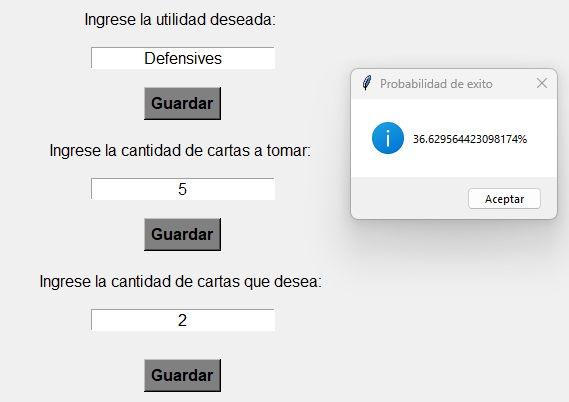 Ingrese la utilidad deseada:
Defensives
Guardar
Ingrese la cantidad de cartas a tomar:
5
Guardar
Ingrese la cantidad de cartas que desea:
2
Guardar
Probabilidad de exito
36.629564423098174%
Aceptar